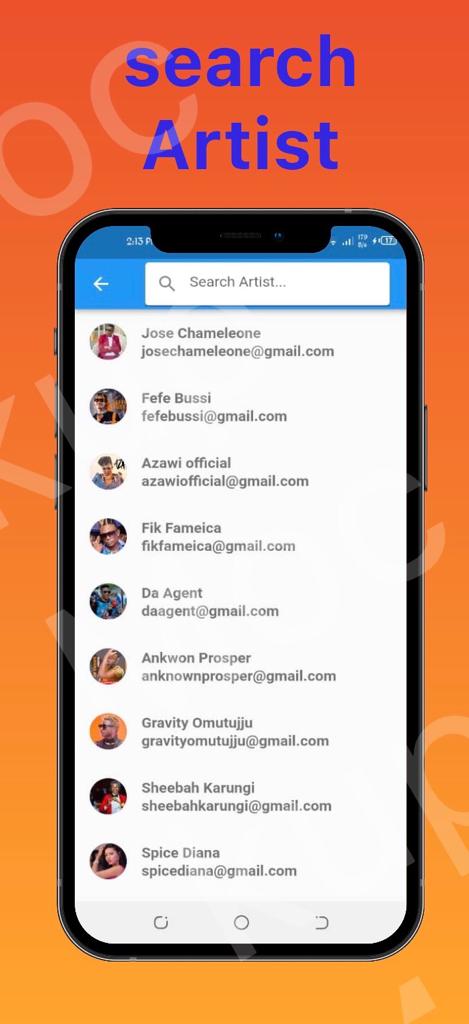 search
Artist
2:13 P
179
B/s
17
Search Artist...
Jose Chameleone
josechameleone@gmail.com
Fefe Bussi
fefebussi@gmail.com
Azawi official
azawiofficial@gmail.com
Fik Fameica
fikfameica@gmail.com
Da Agent
daagent@gmail.com
Ankwon Prosper
anknownprosper@gmail.com
Gravity Omutujju
gravityomutujju@gmail.com
Sheebah Karungi
sheebahkarungi@gmail.com
Spice Diana
spicediana@gmail.com